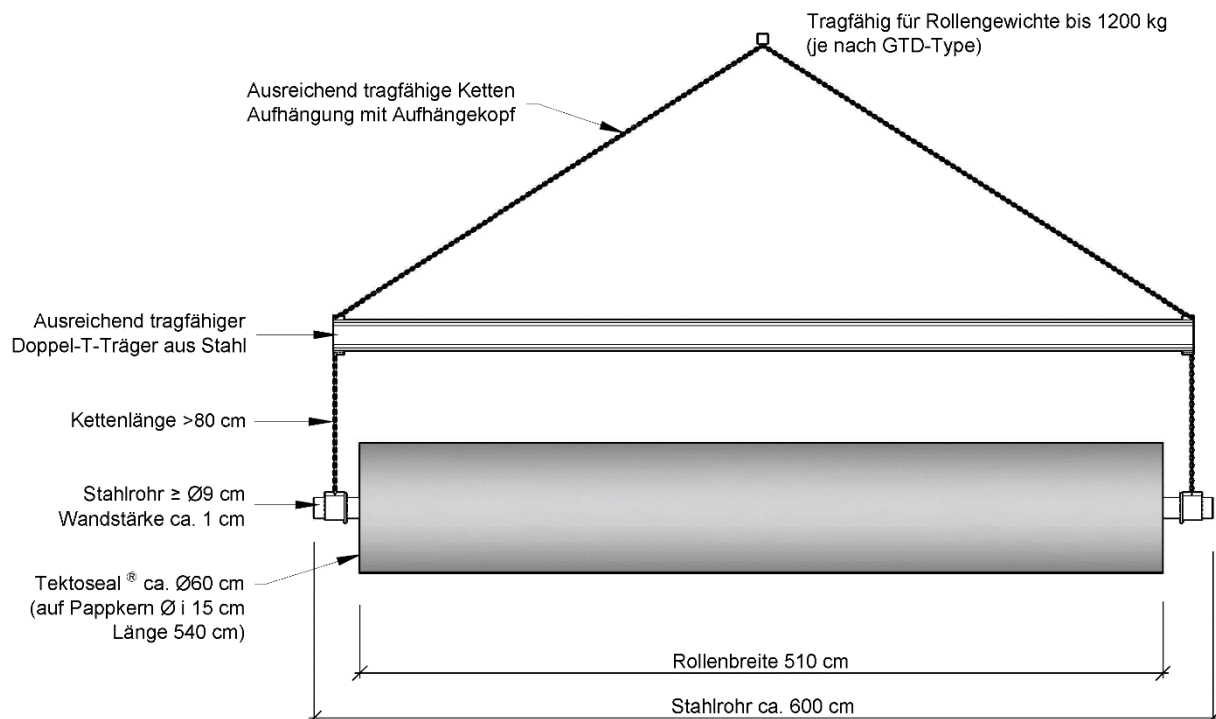 Tragfähig für Rollengewichte bis 1200 kg
(je nach GTD-Type)
Ausreichend tragfähige Ketten
Aufhängung mit Aufhängekopf
Ausreichend tragfähiger
Doppel-T-Träger aus Stahl
Kettenlänge >80 cm
Stahlrohr ≥ Ø9 cm
Wandstärke ca. 1 cm
Tektoseal ® ca. Ø60 cm
(auf Pappkern Ø i 15 cm
Länge 540 cm)
Rollenbreite 510 cm
Stahlrohr ca. 600 cm